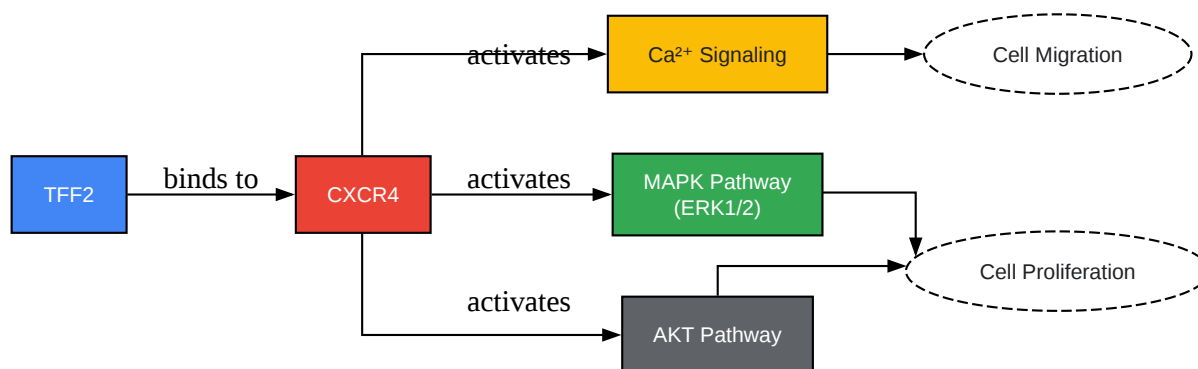 activates
Ca²⁺ Signaling
Cell Migration
TFF2
binds to
CXCR4
activates
MAPK Pathway
(ERK1/2)
Cell Proliferation
activates
AKT Pathway